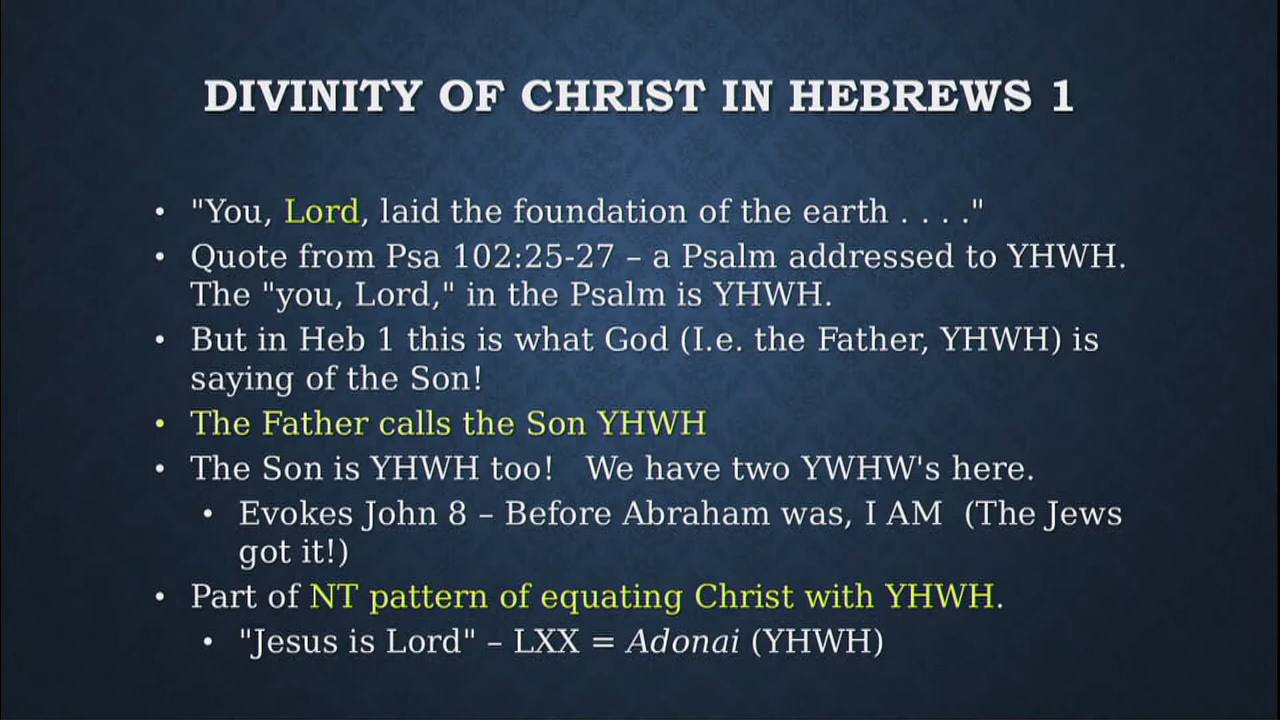 DIVINITY OF CHRIST IN HEBREWS 1
• "You, Lord, laid the foundation of the earth . . . ."
• Quote from Psa 102:25-27 – a Psalm addressed to YHWH.
The "you, Lord," in the Psalm is YHWH.
• But in Heb 1 this is what God (I.e. the Father, YHWH) is
saying of the Son!
• The Father calls the Son YHWH
• The Son is YHWH too!   We have two YWHW's here.
• Evokes John 8 – Before Abraham was, I AM  (The Jews
got it!)
• Part of NT pattern of equating Christ with YHWH.
• "Jesus is Lord" – LXX = Adonai (YHWH)